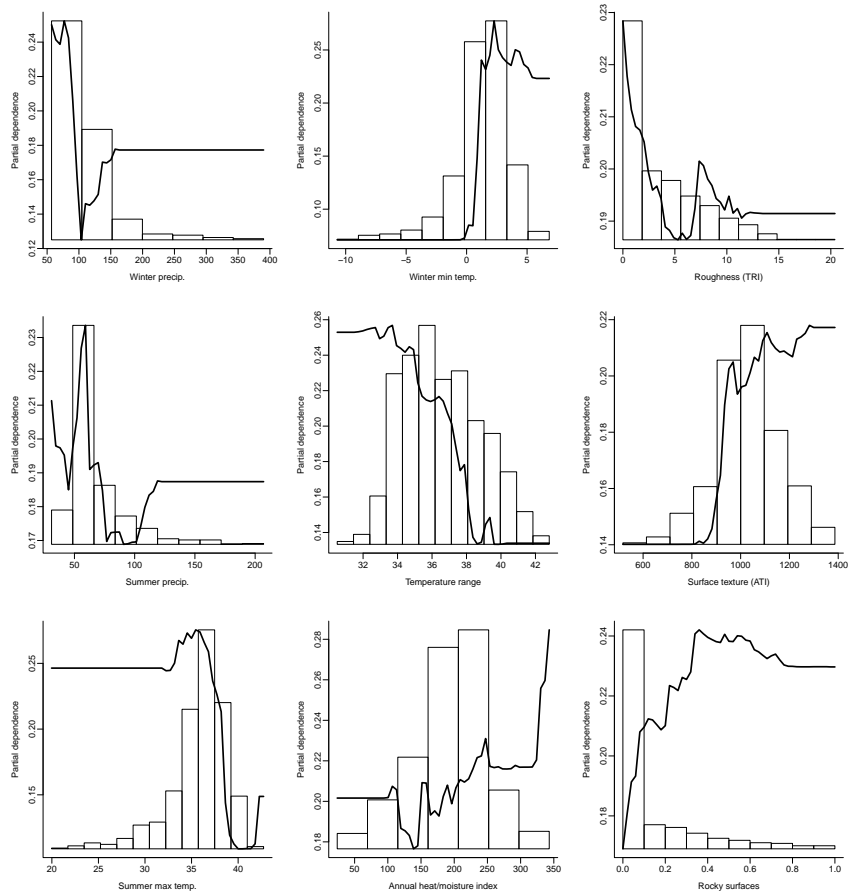 Partial dependence
0.12 0.14 0.16 0.18 0.24
50 100 150 200 250 300 350 400
Winter precip.
Partial dependence
0.10 0.15 0.20 0.25
−10 −5 0 5
Winter min temp.
Partial dependence
0.19 0.20 0.21 0.22 0.23
0 5 10 15 20
Roughness (TRI)
Partial dependence
0.17 0.18 0.19 0.20 0.21 0.22 0.23
50 100 150 200
Summer precip.
Partial dependence
0.14 0.16 0.18 0.20 0.22 0.24 0.26
32 34 36 38 40 42
Temperature range
Partial dependence
0.14 0.16 0.18 0.20 0.22
600 800 1000 1200 1400
Surface texture (ATI)
Partial dependence
0.15 0.20 0.25
20 25 30 35 40
Summer max temp.
Partial dependence
0.18 0.20 0.22 0.24 0.26 0.28
50 100 150 200 250 300 350
Annual heat/moisture index
Partial dependence
0.18 0.20 0.22 0.24
0.0 0.2 0.4 0.6 0.8 1.0
Rocky surfaces